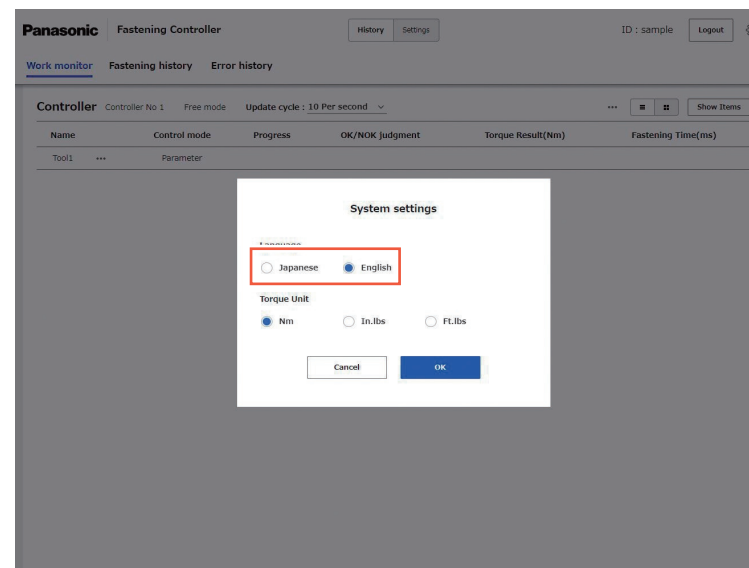 Panasonic Fastening Controller History Settings ID : sample Logout
Work monitor Fastening history Error history
Controller Controller No 1 Free mode Update cycle : 10 Per second ••• Show Items
Name Control mode Progress OK/NOK judgment Torque Result(Nm) Fastening Time(ms)
Tool1 ••• Parameter
System settings
Language
Japanese English
Torque Unit
Nm In.lbs Ft.lbs
Cancel OK